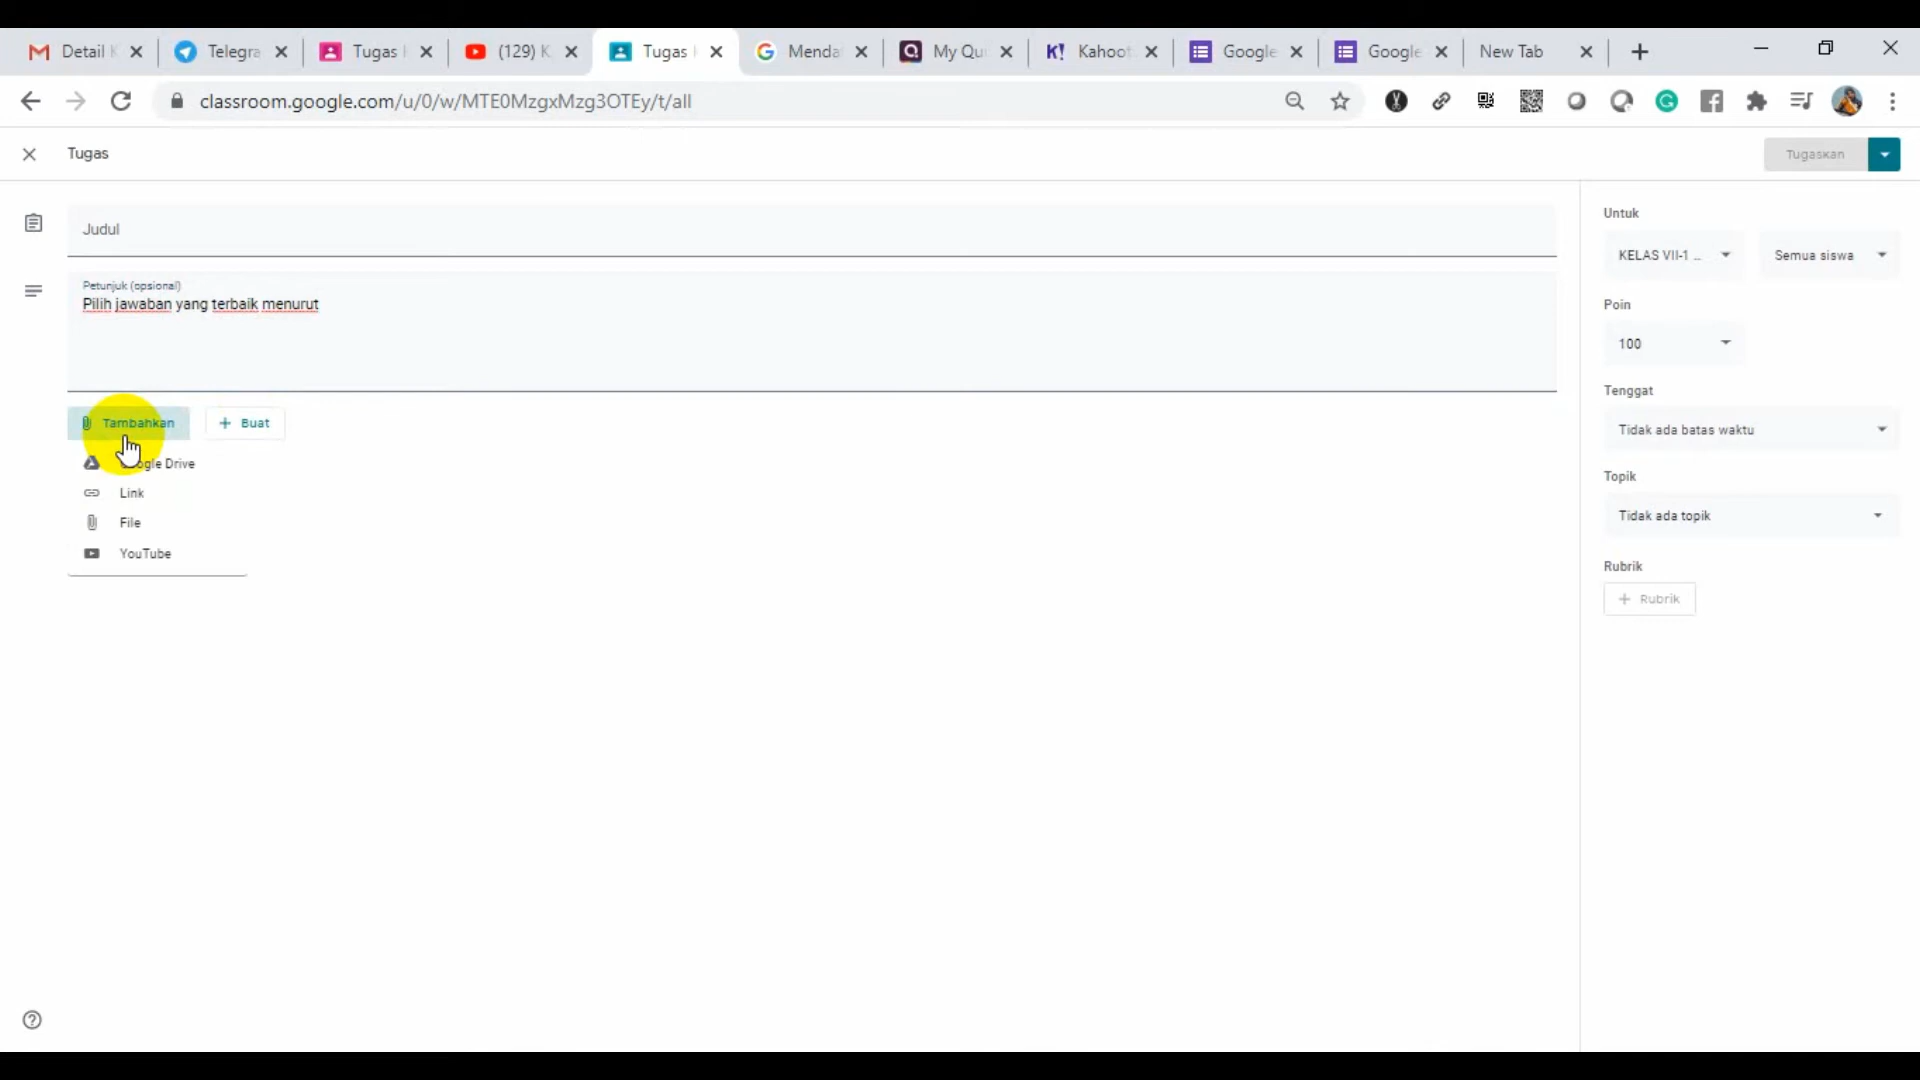 Detail K
Telegra
Tugas
(129) K
Tugas
Menda
My Qu
K! Kahoot
Google
Google
New Tab
classroom.google.com/u/0/w/MTE0MzgxMzg3OTEy/t/all
Tugas
Tugaskan
Judul
Petunjuk (opsional)
Pilih jawaban yang terbaik menurut
Tambahkan
Buat
Google Drive
Link
File
YouTube
Untuk
KELAS VII-1 ...
Semua siswa
Poin
100
Tenggat
Tidak ada batas waktu
Topik
Tidak ada topik
Rubrik
Rubrik